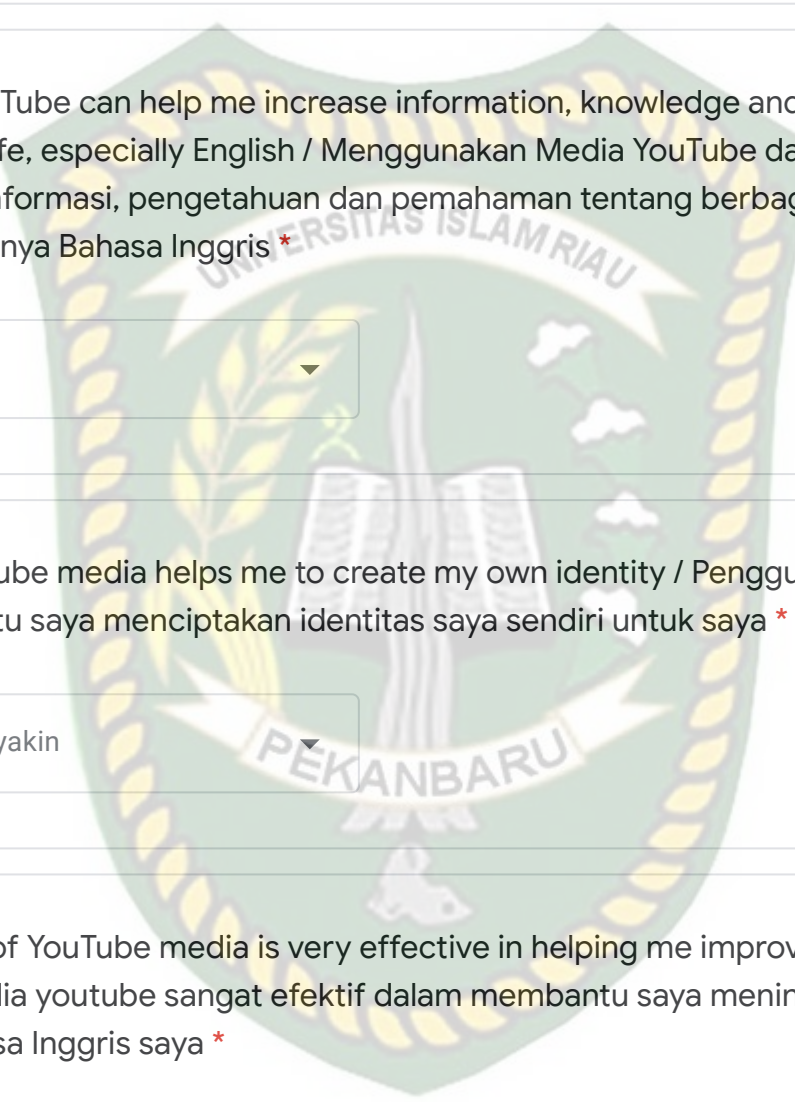 Tube can help me increase information, knowledge and
fe, especially English / Menggunakan Media YouTube da
nformasi, pengetahuan dan pemahaman tentang berbag
nya Bahasa Inggris *
UNIVERSITAS ISLAM RIAU
ube media helps me to create my own identity / Penggu
tu saya menciptakan identitas saya sendiri untuk saya *
yakin
PEKANBARU
of YouTube media is very effective in helping me improv
dia youtube sangat efektif dalam membantu saya menin
sa Inggris saya *